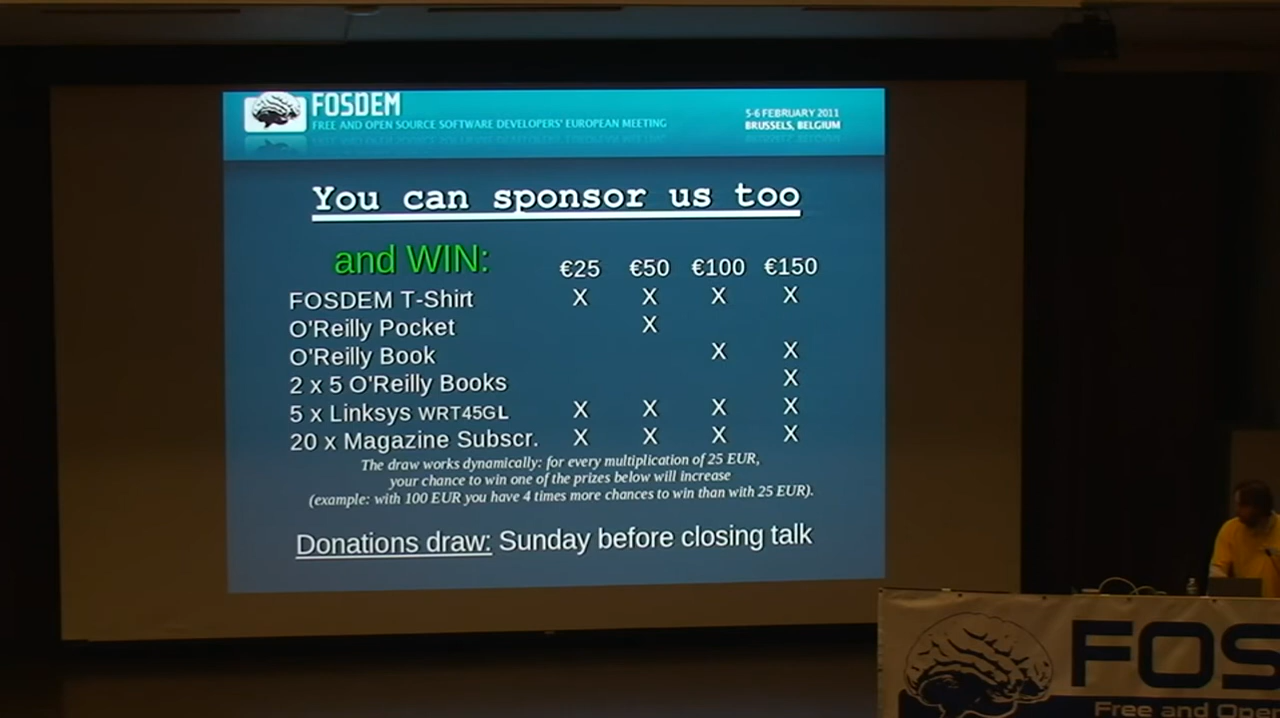 FOSDEM
FREE AND OPEN SOURCE SOFTWARE DEVELOPERS' EUROPEAN MEETING
5-6 FEBRUARY 2011
BRUSSELS, BELGIUM
You can sponsor us too
and WIN:
€25 €50 €100 €150
FOSDEM T-Shirt X X X X
O'Reilly Pocket X
O'Reilly Book X X
2 x 5 O'Reilly Books X
5 x Linksys WRT45GL X X X X
20 x Magazine Subscr. X X X X
The draw works dynamically: for every multiplication of 25 EUR,
your chance to win one of the prizes below will increase
(example: with 100 EUR you have 4 times more chances to win than with 25 EUR).
Donations draw: Sunday before closing talk
FOS
Free and Open